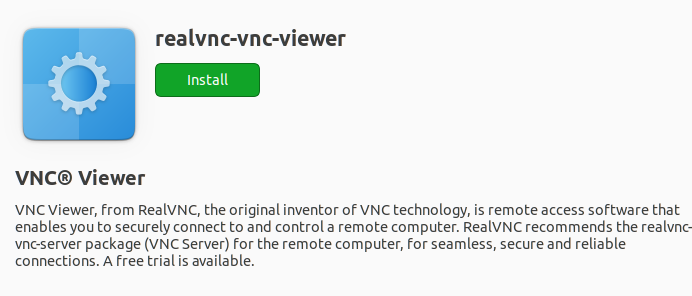 realvnc-vnc-viewer
Install
VNC® Viewer
VNC Viewer, from RealVNC, the original inventor of VNC technology, is remote access software that
enables you to securely connect to and control a remote computer. RealVNC recommends the realvnc-
vnc-server package (VNC Server) for the remote computer, for seamless, secure and reliable
connections. A free trial is available.